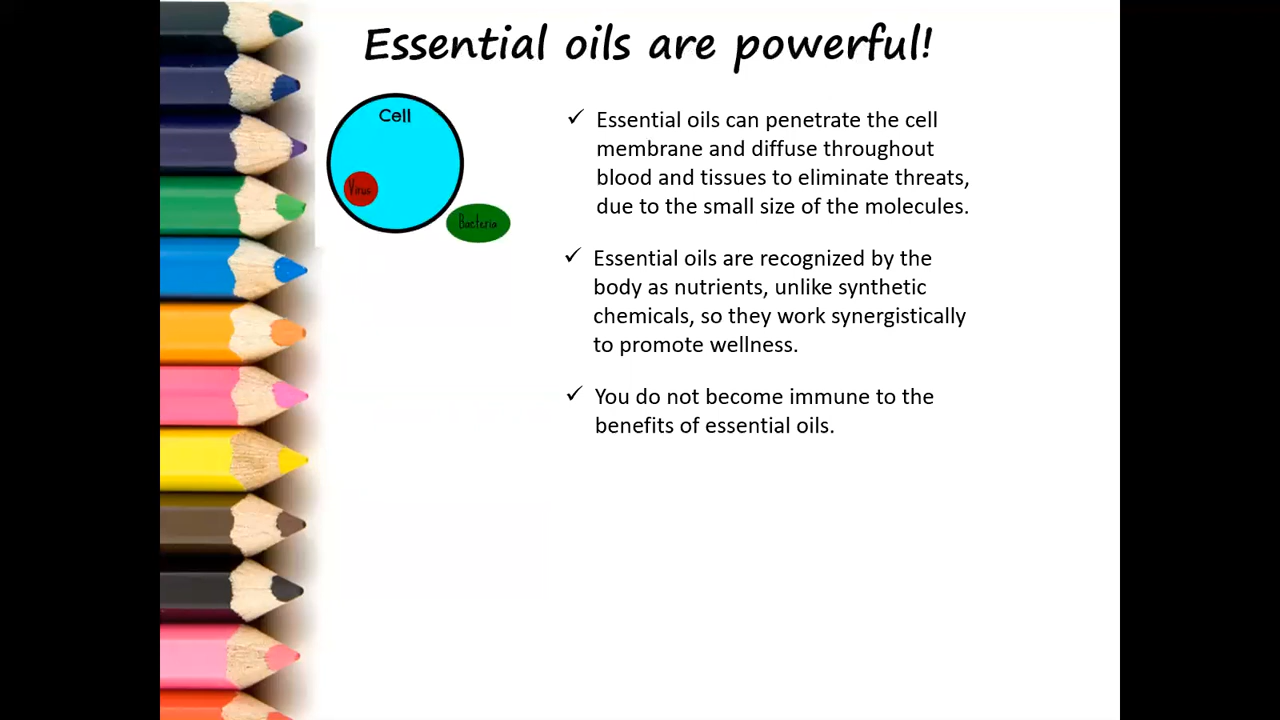 Essential oils are powerful!
Cell
Virus
Bacteria
✓ Essential oils can penetrate the cell
membrane and diffuse throughout
blood and tissues to eliminate threats,
due to the small size of the molecules.
✓ Essential oils are recognized by the
body as nutrients, unlike synthetic
chemicals, so they work synergistically
to promote wellness.
✓ You do not become immune to the
benefits of essential oils.